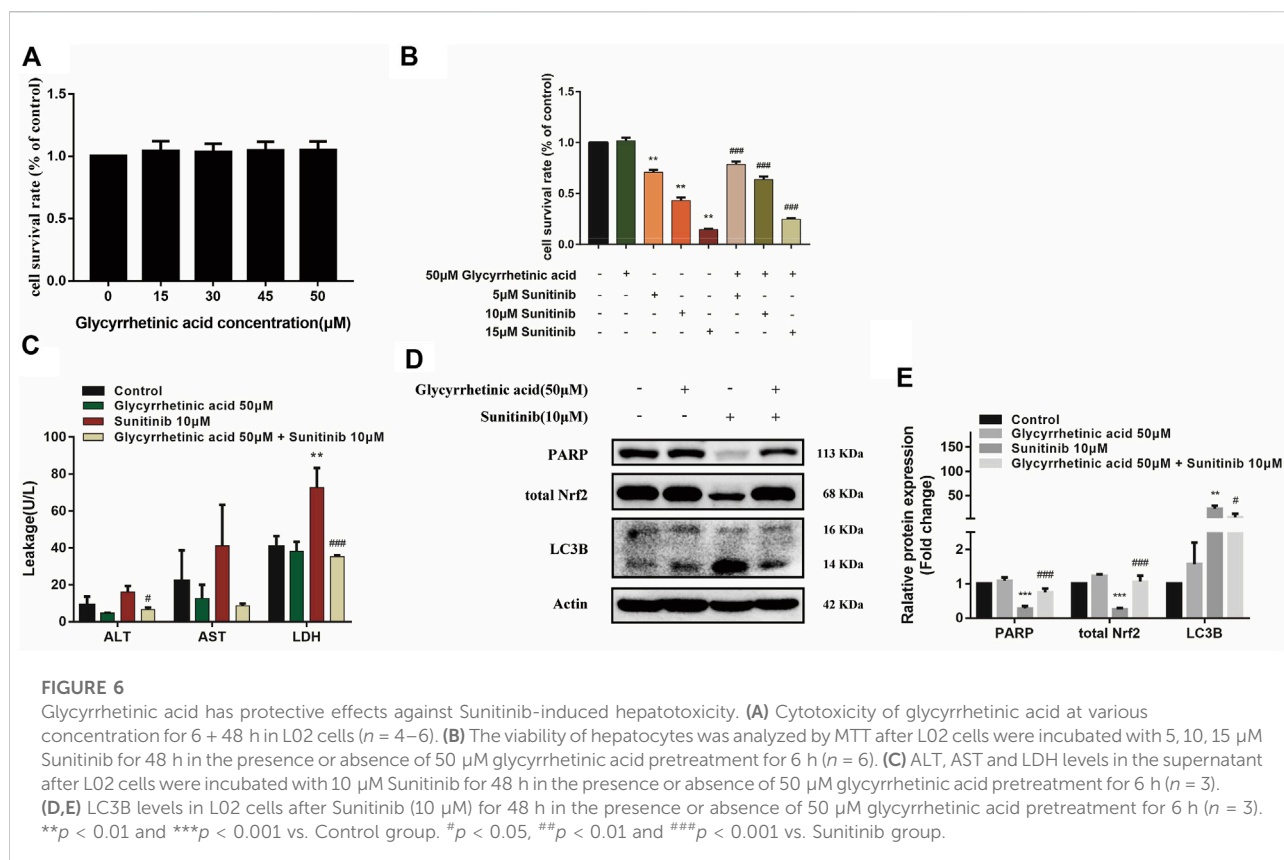 A
cell survival rate (% of control)
1.5
1.0
0.5
0.0
0 15 30 45 50
Glycyrrhetinic acid concentration(μM)
B
cell survival rate (% of control)
1.5
1.0
0.5
0.0
** ** ** ### ### ###
50μM Glycyrrhetinic acid - + - - - + + +
5μM Sunitinib - - + - - + - -
10μM Sunitinib - - - + - - + -
15μM Sunitinib - - - - + - - +
C
Control
Glycyrrhetinic acid 50μM
Sunitinib 10μM
Glycyrrhetinic acid 50μM + Sunitinib 10μM
Leakage(U/L)
100
80
60
40
20
0
# ** ###
ALT AST LDH
D
Glycyrrhetinic acid(50μM) - + - +
Sunitinib(10μM) - - + +
PARP 113 KDa
total Nrf2 68 KDa
LC3B 16 KDa
14 KDa
Actin 42 KDa
E
Control
Glycyrrhetinic acid 50μM
Sunitinib 10μM
Glycyrrhetinic acid 50μM + Sunitinib 10μM
Ralative protein expression
(Fold change)
150
100
50
2
1
0
*** ### *** ### ** #
PARP total Nrf2 LC3B
FIGURE 6
Glycyrrhetinic acid has protective effects against Sunitinib-induced hepatotoxicity. (A) Cytotoxicity of glycyrrhetinic acid at various
concentration for 6 + 48 h in L02 cells (n = 4–6). (B) The viability of hepatocytes was analyzed by MTT after L02 cells were incubated with 5, 10, 15 μM
Sunitinib for 48 h in the presence or absence of 50 μM glycyrrhetinic acid pretreatment for 6 h (n = 6). (C) ALT, AST and LDH levels in the supernatant
after L02 cells were incubated with 10 μM Sunitinib for 48 h in the presence or absence of 50 μM glycyrrhetinic acid pretreatment for 6 h (n = 3).
(D,E) LC3B levels in L02 cells after Sunitinib (10 μM) for 48 h in the presence or absence of 50 μM glycyrrhetinic acid pretreatment for 6 h (n = 3).
**p < 0.01 and ***p < 0.001 vs. Control group. #p < 0.05, ##p < 0.01 and ###p < 0.001 vs. Sunitinib group.